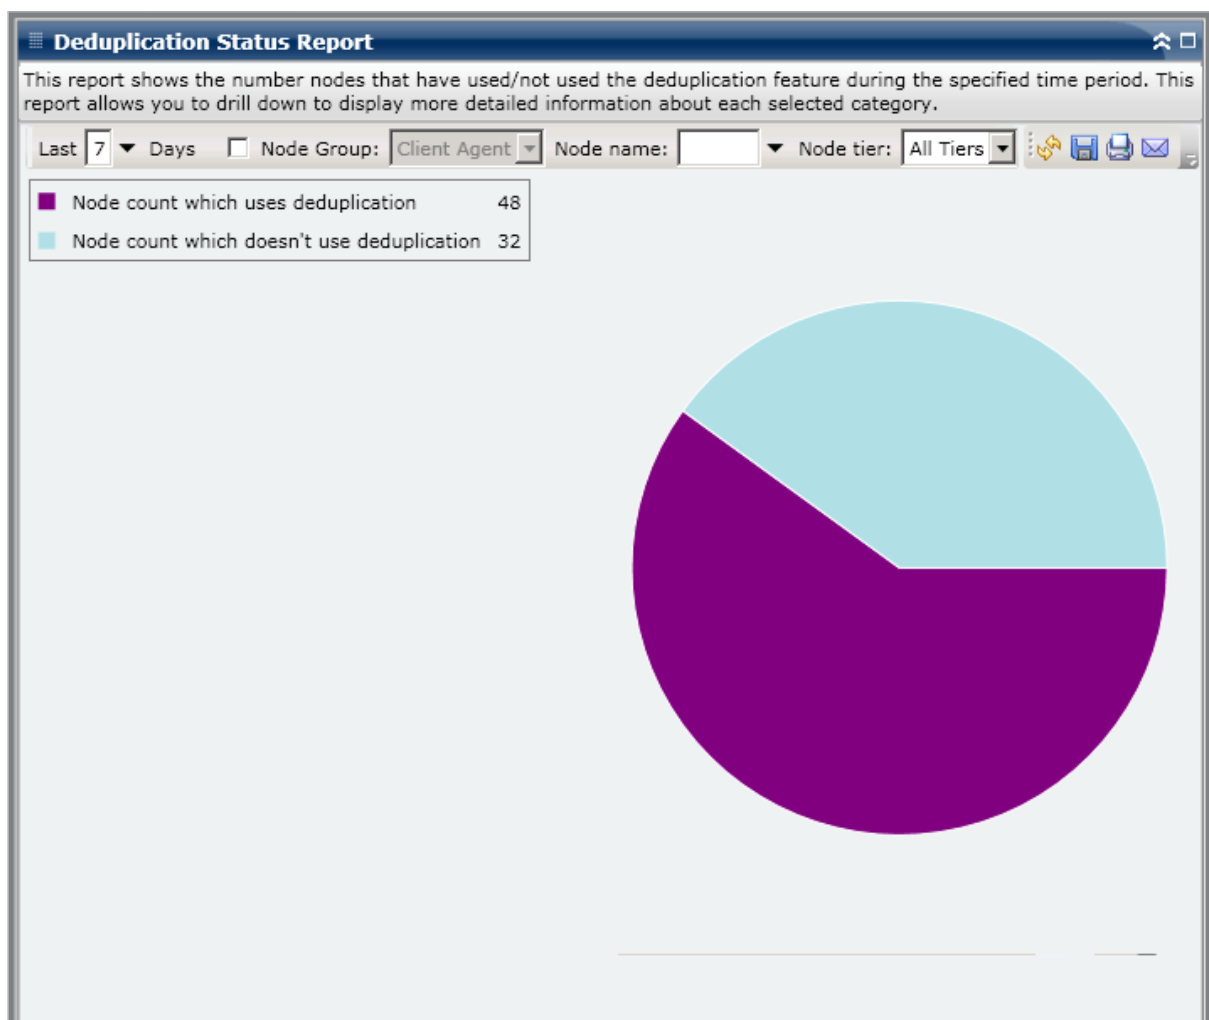 Deduplication Status Report
This report shows the number nodes that have used/not used the deduplication feature during the specified time period. This
report allows you to drill down to display more detailed information about each selected category.
Last 7 Days Node Group: Client Agent Node name: Node tier: All Tiers
Node count which uses deduplication 48
Node count which doesn't use deduplication 32